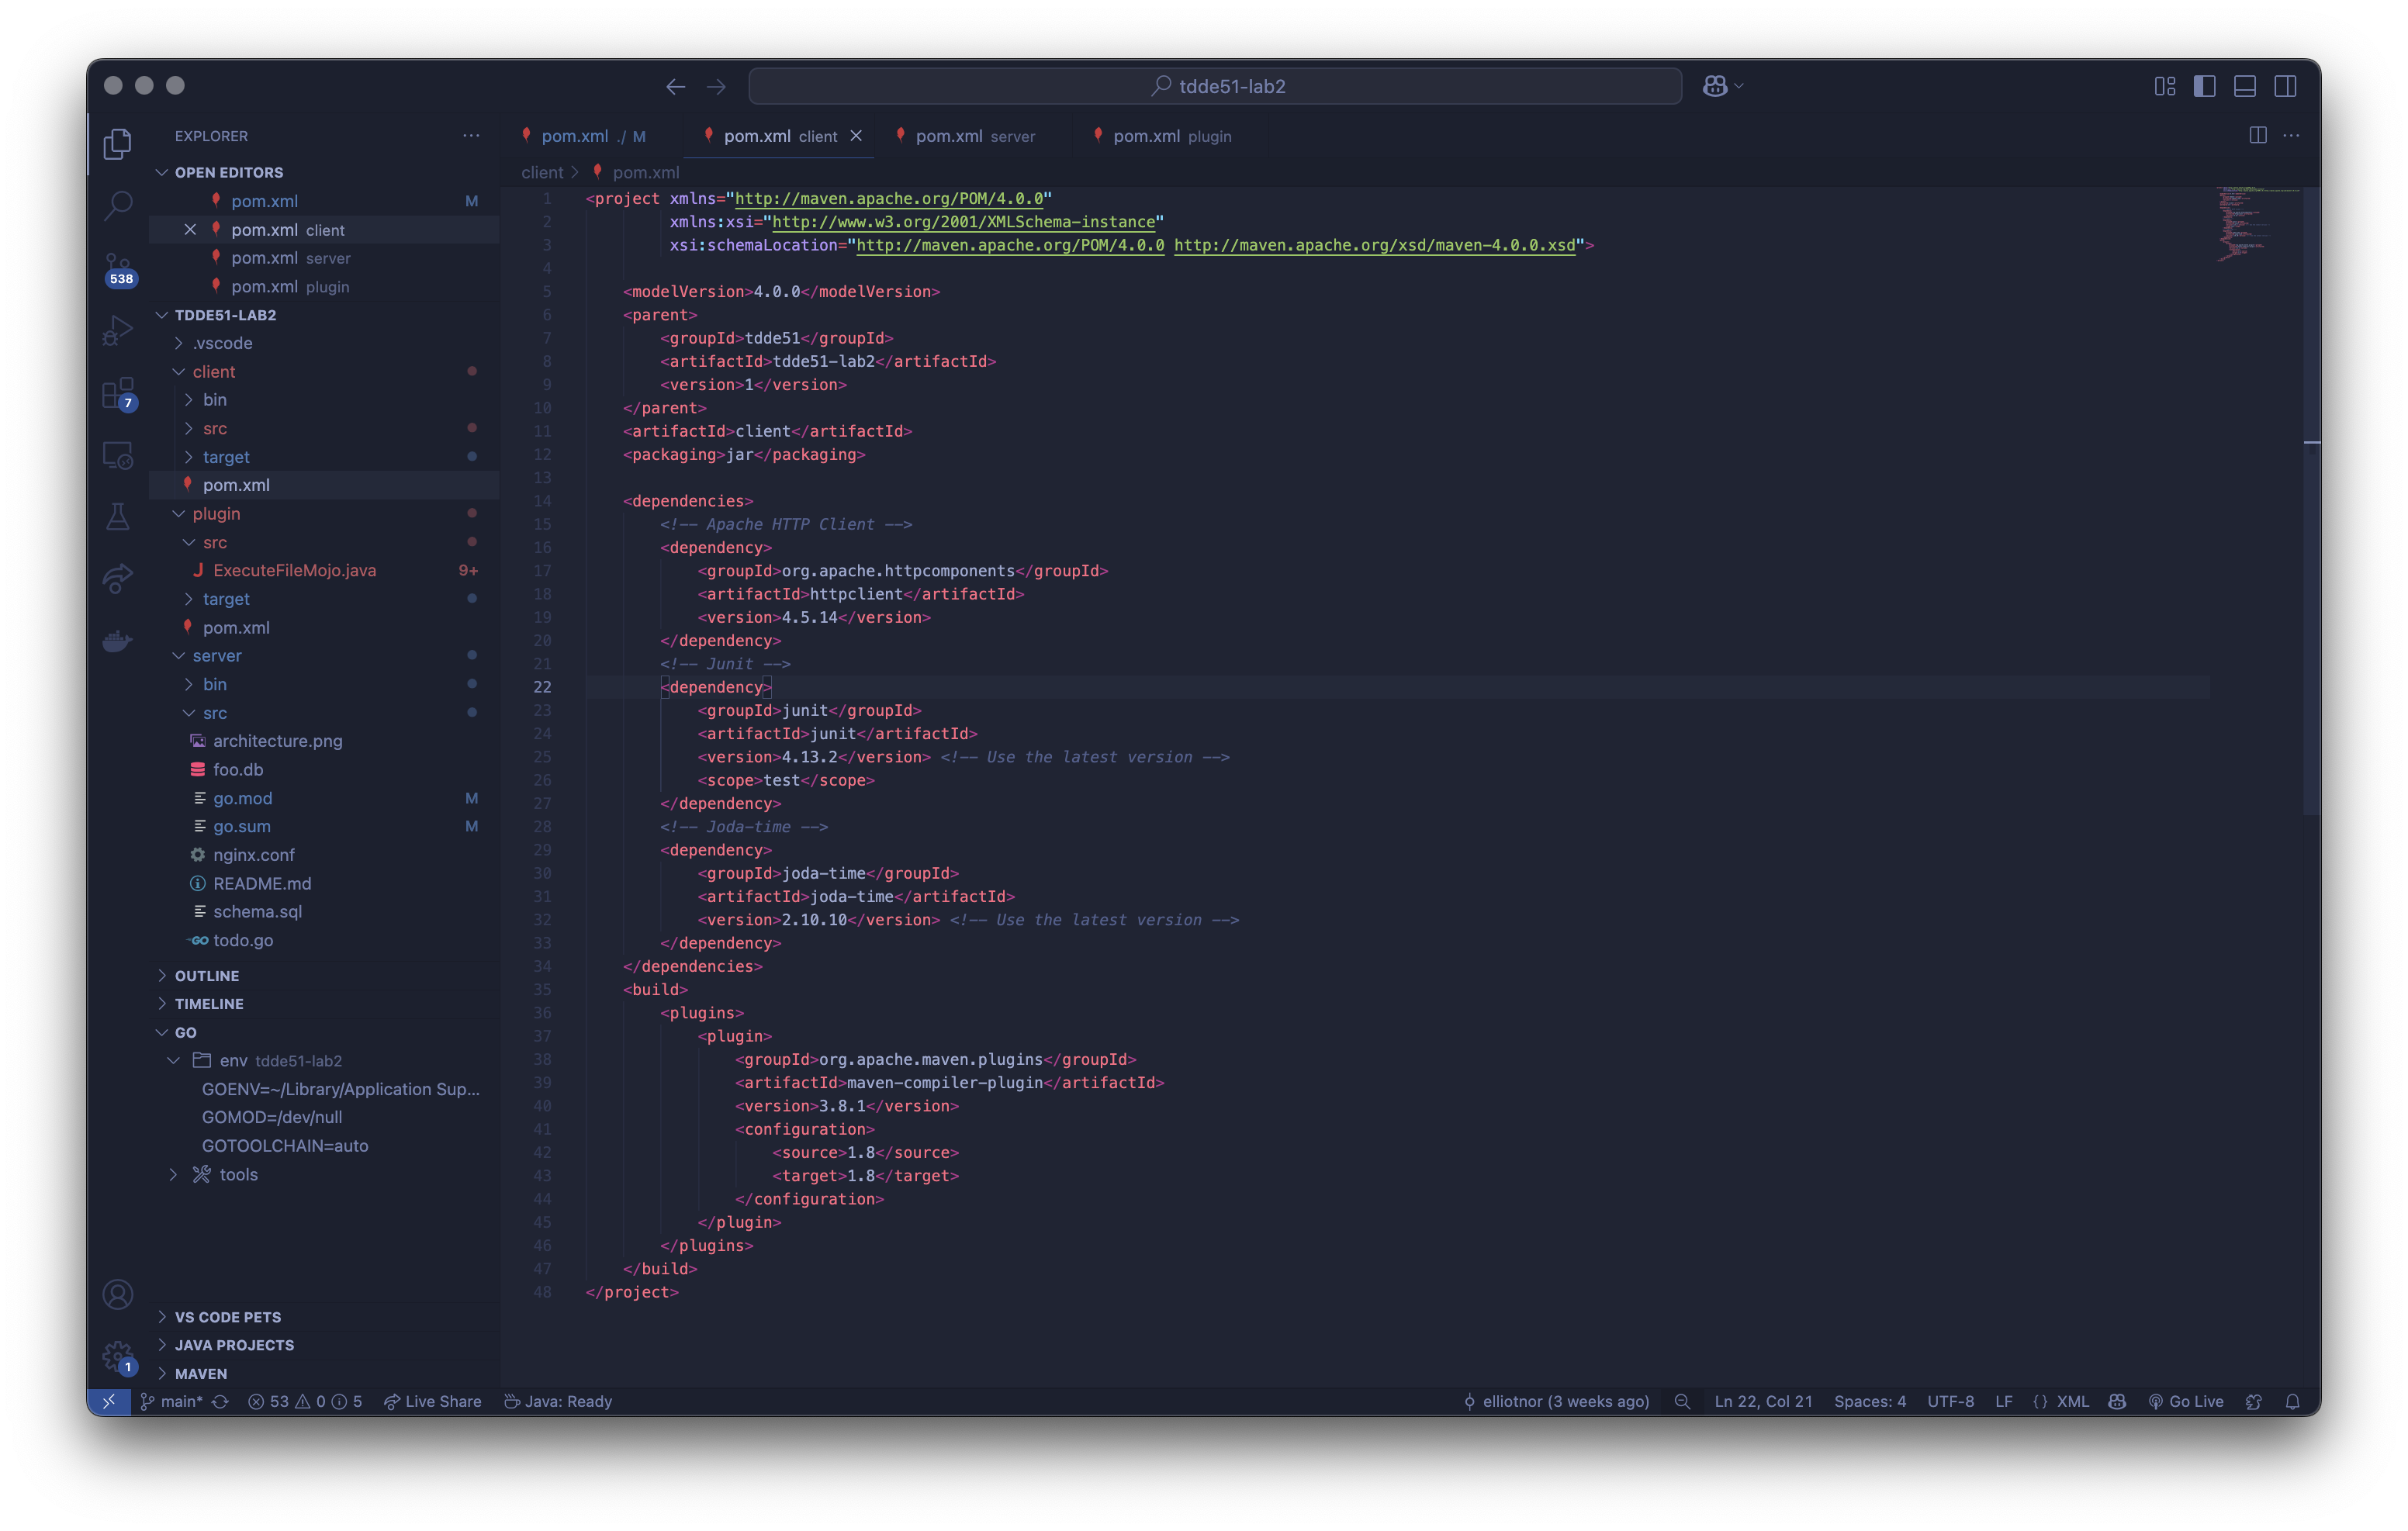 tdde51-lab2
EXPLORER
OPEN EDITORS
pom.xml M
pom.xml client
pom.xml server
pom.xml plugin
TDDE51-LAB2
.vscode
client
bin
src
target
pom.xml
plugin
src
ExecuteFileMojo.java 9+
target
pom.xml
server
bin
src
architecture.png
foo.db
go.mod M
go.sum M
nginx.conf
README.md
schema.sql
todo.go
OUTLINE
TIMELINE
GO
env tdde51-lab2
GOENV=~/Library/Application Sup...
GOMOD=/dev/null
GOTOOLCHAIN=auto
tools
VS CODE PETS
JAVA PROJECTS
MAVEN
538
7
1
pom.xml ./ M
pom.xml client
pom.xml server
pom.xml plugin
client > pom.xml
1 <project xmlns="http://maven.apache.org/POM/4.0.0"
2 xmlns:xsi="http://www.w3.org/2001/XMLSchema-instance"
3 xsi:schemaLocation="http://maven.apache.org/POM/4.0.0 http://maven.apache.org/xsd/maven-4.0.0.xsd">
4
5 <modelVersion>4.0.0</modelVersion>
6 <parent>
7 <groupId>tdde51</groupId>
8 <artifactId>tdde51-lab2</artifactId>
9 <version>1</version>
10 </parent>
11 <artifactId>client</artifactId>
12 <packaging>jar</packaging>
13
14 <dependencies>
15 <!-- Apache HTTP Client -->
16 <dependency>
17 <groupId>org.apache.httpcomponents</groupId>
18 <artifactId>httpclient</artifactId>
19 <version>4.5.14</version>
20 </dependency>
21 <!-- Junit -->
22 <dependency>
23 <groupId>junit</groupId>
24 <artifactId>junit</artifactId>
25 <version>4.13.2</version> <!-- Use the latest version -->
26 <scope>test</scope>
27 </dependency>
28 <!-- Joda-time -->
29 <dependency>
30 <groupId>joda-time</groupId>
31 <artifactId>joda-time</artifactId>
32 <version>2.10.10</version> <!-- Use the latest version -->
33 </dependency>
34 </dependencies>
35 <build>
36 <plugins>
37 <plugin>
38 <groupId>org.apache.maven.plugins</groupId>
39 <artifactId>maven-compiler-plugin</artifactId>
40 <version>3.8.1</version>
41 <configuration>
42 <source>1.8</source>
43 <target>1.8</target>
44 </configuration>
45 </plugin>
46 </plugins>
47 </build>
48 </project>
main* 53 0 5 Live Share Java: Ready elliotnor (3 weeks ago) Ln 22, Col 21 Spaces: 4 UTF-8 LF {} XML Go Live